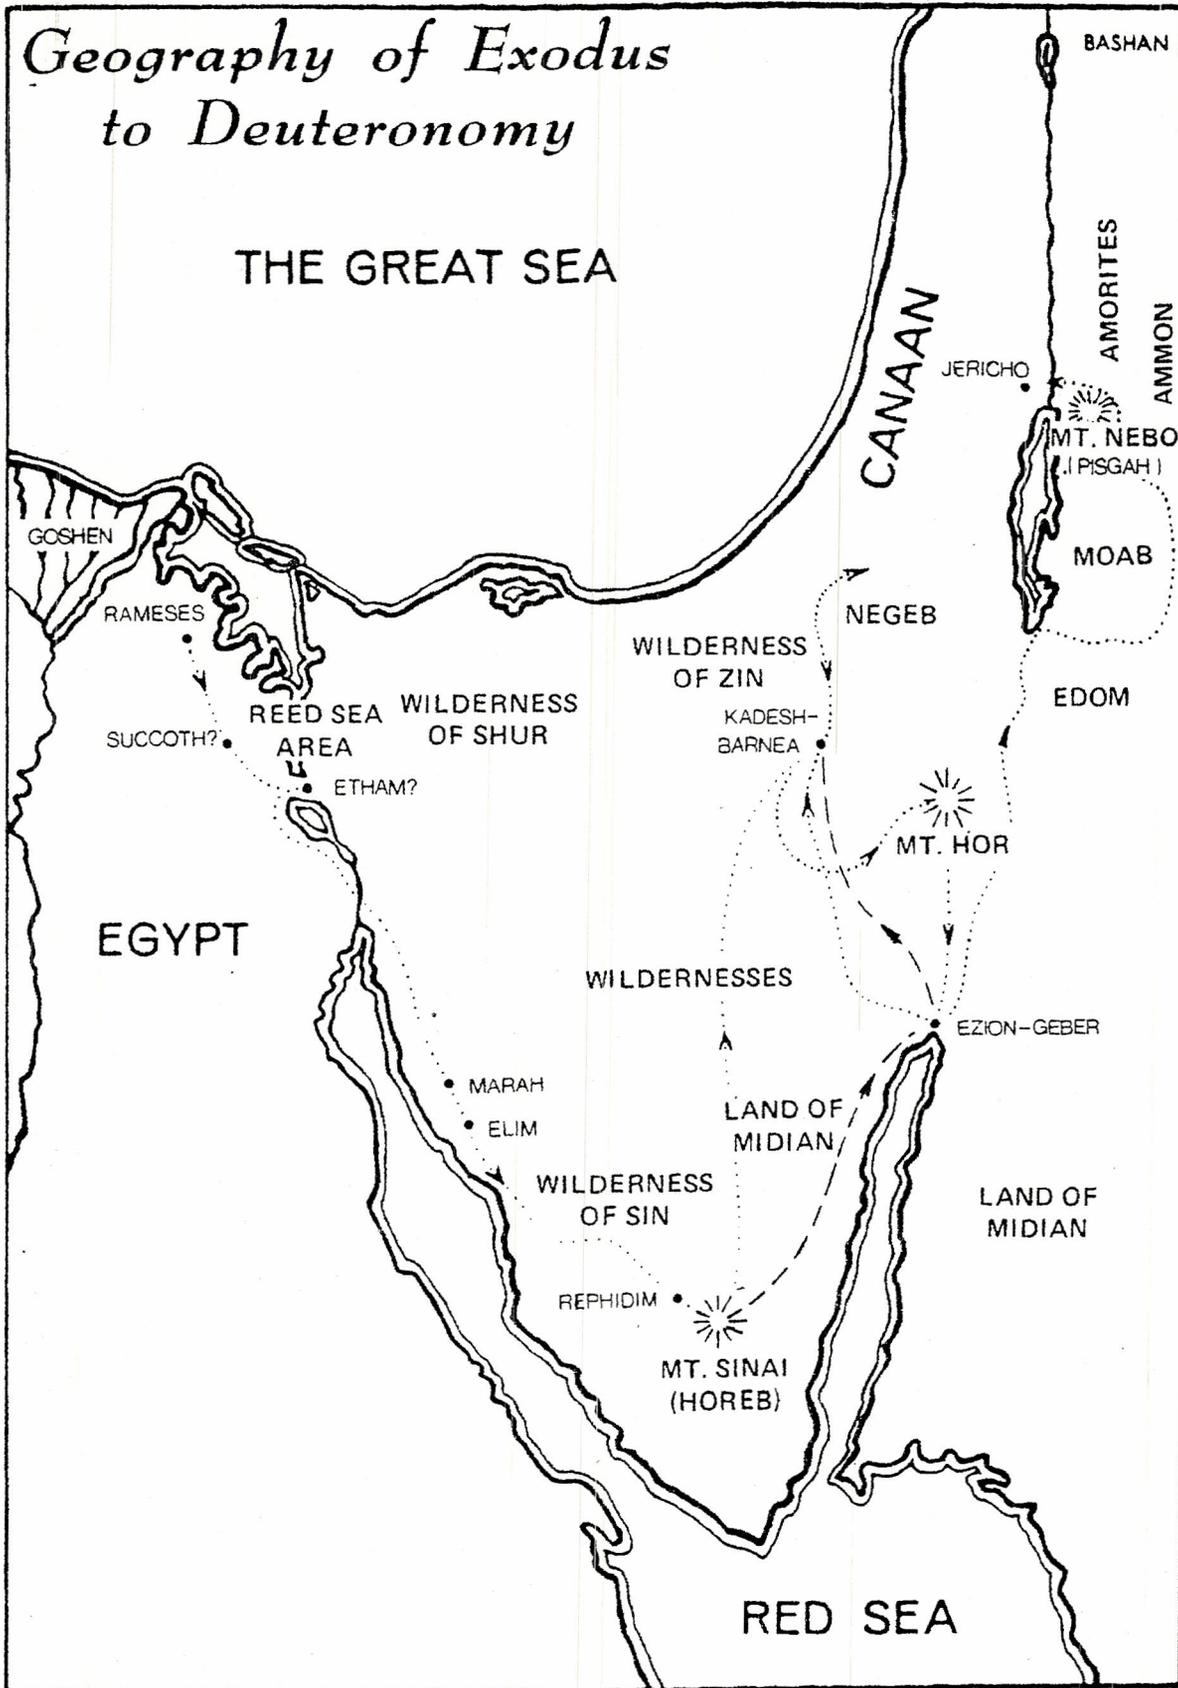 Geography of Exodus
to Deuteronomy
BASHAN
THE GREAT SEA
AMORITES
AMMON
CANAAN
JERICHO
MT. NEBO
(PISGAH)
GOSHEN
MOAB
RAMESES
NEGEB
WILDERNESS
OF ZIN
EDOM
REED SEA
AREA
WILDERNESS
OF SHUR
KADESH-
BARNEA
SUCCOTH?
ETHAM?
MT. HOR
EGYPT
WILDERNESSES
EZION-GEBER
MARAH
ELIM
LAND OF
MIDIAN
WILDERNESS
OF SIN
LAND OF
MIDIAN
REPHIDIM
MT. SINAI
(HOREB)
RED SEA